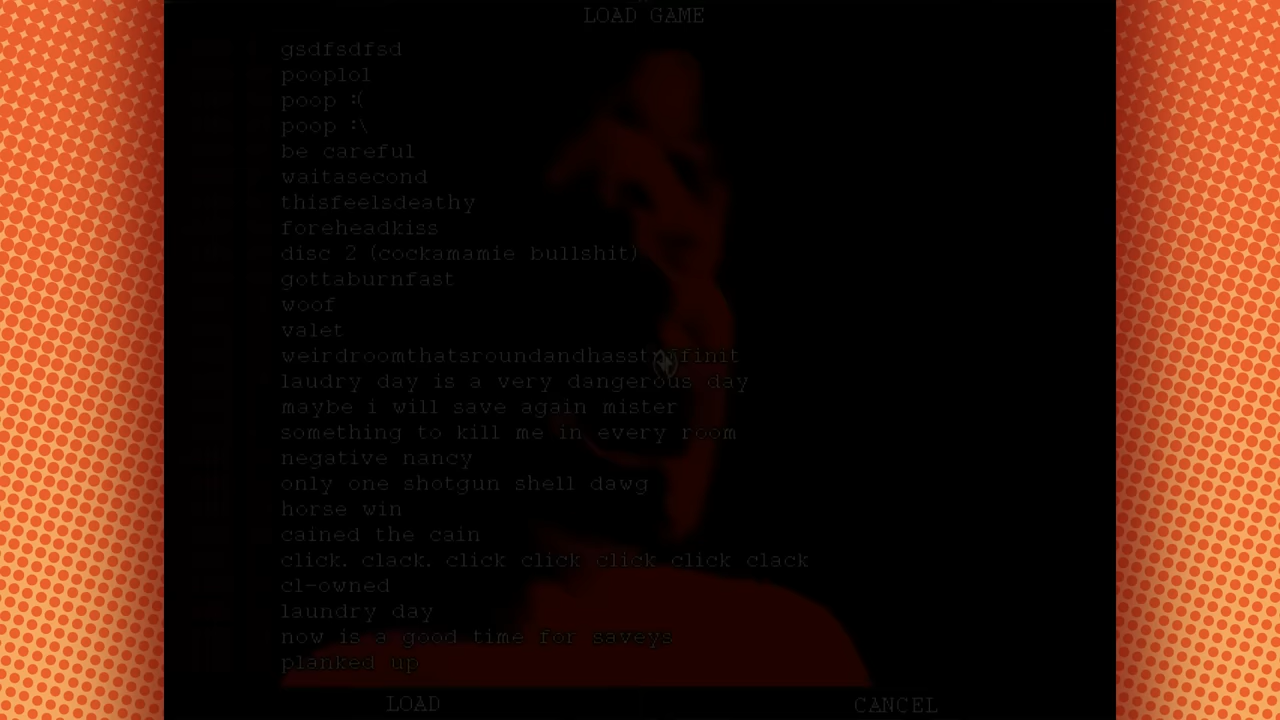 LOAD GAME
gsdfsdfsd
pooplol
poop :(
poop :\
be careful
waitasecond
thisfeelsdeathy
foreheadkiss
disc 2 (cockamamie bullshit)
gottaburnfast
woof
valet
weirdroomthatsroundandhasstuffinit
laudry day is a very dangerous day
maybe i will save again mister
something to kill me in every room
negative nancy
only one shotgun shell dawg
horse win
cained the cain
click. clack. click click click click clack
cl-owned
laundry day
now is a good time for saveys
planked up
LOAD CANCEL